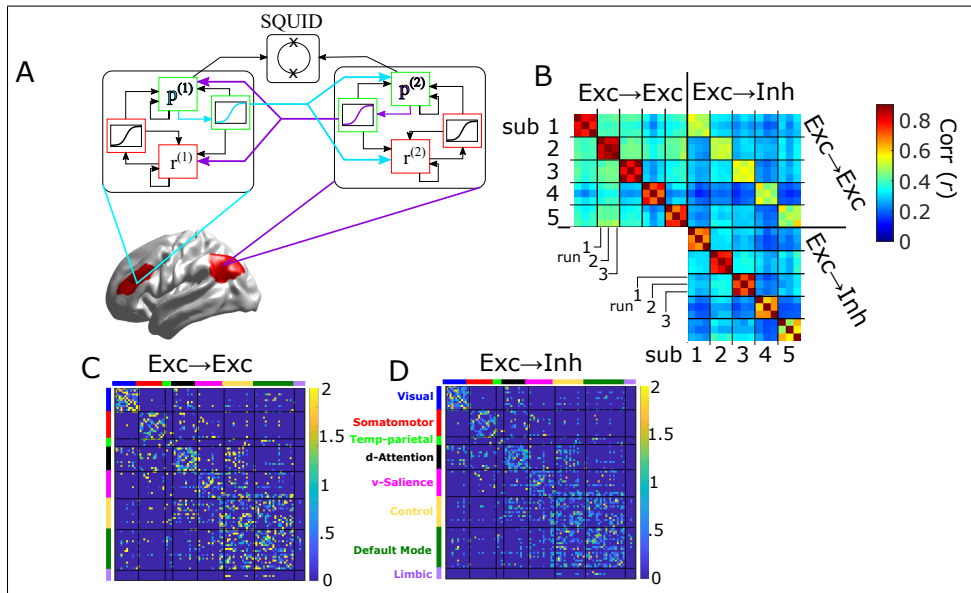 SQUID
A
p(1)
p(2)
r(1)
r(2)
B
Exc→Exc
Exc→Inh
sub 1
2
3
4
5
Exc→Exc
Exc→Inh
run 1
2
3
run 1
2
3
sub 1 2 3 4 5
0.8
0.6
0.4
0.2
0
Corr (r)
C
Exc→Exc
2
1.5
1
.5
0
D
Exc→Inh
Visual
Somatomotor
Temp-parietal
d-Attention
v-Salience
Control
Default Mode
Limbic
2
1.5
1
.5
0